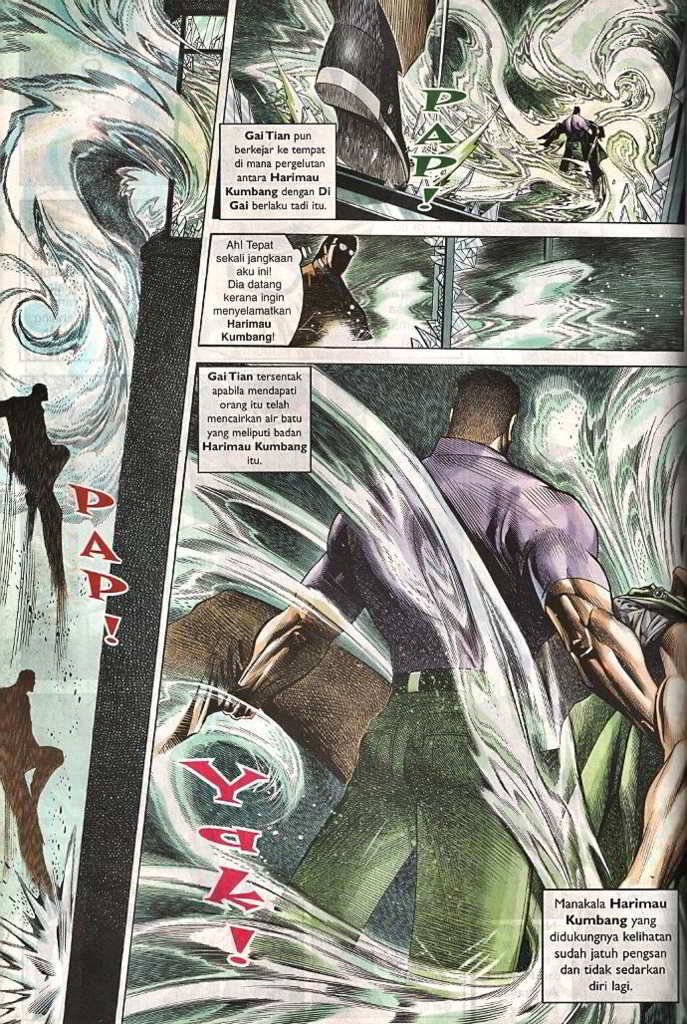 Gai Tian pun
berkejar ke tempat
di mana pergelutan
antara Harimau
Kumbang dengan Di
Gai berlaku tadi itu.
PAP!
Ah! Tepat
sekali jangkaan
aku ini!
Dia datang
kerana ingin
menyelamatkan
Harimau
Kumbang!
Gai Tian tersentak
apabila mendapati
orang itu telah
mencairkan air batu
yang meliputi badan
Harimau Kumbang
itu.
PAP!
Yak!
Manakala Harimau
Kumbang yang
didukungnya kelihatan
sudah jatuh pengsan
dan tidak sedarkan
diri lagi.